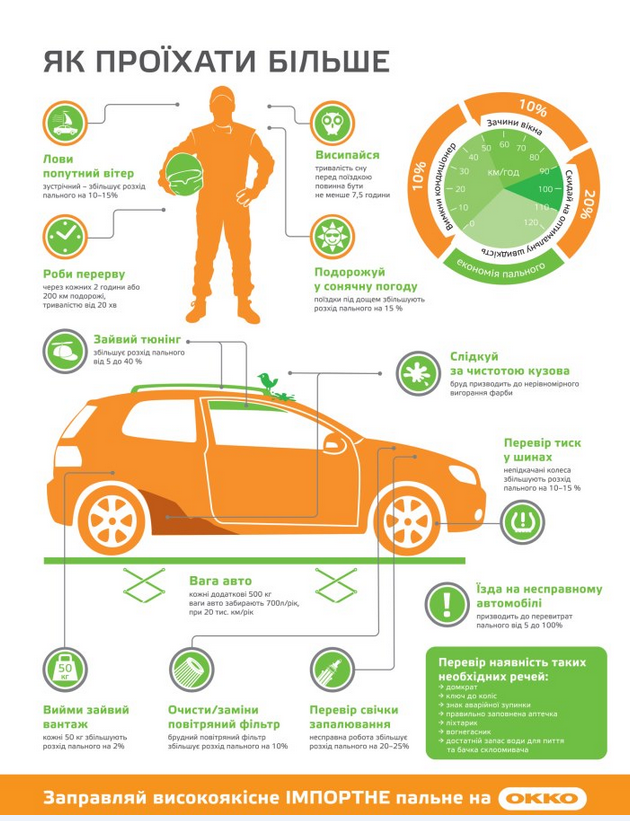 ЯК ПРОЇХАТИ БІЛЬШЕ
Лови
попутний вітер
зустрічний – збільшує розхід
пального на 10–15%
Роби перерву
через кожних 2 години або
200 км подорожі,
тривалістю від 20 хв
Висипайся
тривалість сну
перед поїздкою
повинна бути
не менше 7,5 години
Подорожуй
у сонячну погоду
поїздки під дощем збільшують
розхід пального на 15 %
10%
Зачини вікна
10%
Вимкни кондиціонер
20%
Скидай на оптимальну швидкість
економія пального
км/год
0
10
20
30
40
50
60
70
80
90
100
110
120
Зайвий тюнінг
збільшує розхід пального
від 5 до 40 %
Слідкуй
за чистотою кузова
бруд призводить до нерівномірного
вигорання фарби
Перевір тиск
у шинах
непідкачані колеса
збільшують розхід
пального на 10–15 %
Вага авто
кожні додаткові 500 кг
ваги авто забирають 700л/рік,
при 20 тис. км/рік
Їзда на несправному
автомобілі
призводить до перевитрат
пального від 5 до 100%
50
кг
Вийми зайвий
вантаж
кожні 50 кг збільшують
розхід пального на 2%
Очисти/заміни
повітряний фільтр
брудний повітряний фільтр
збільшує розхід пального на 10%
Перевір свічки
запалювання
несправна робота збільшує
розхід пального на 20–25%
Перевір наявність таких
необхідних речей:
→ домкрат
→ ключ до коліс
→ знак аварійної зупинки
→ правильно заповнена аптечка
→ ліхтарик
→ вогнегасник
→ достатній запас води для пиття
та бачка склоомивача
Заправляй високоякісне ІМПОРТНЕ пальне на ОККО